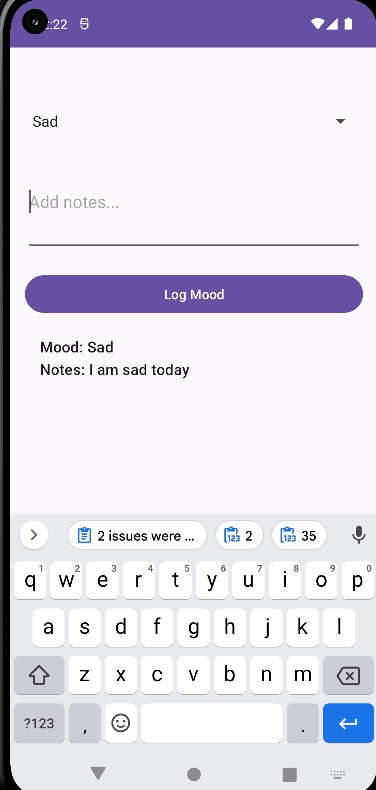 :22
Sad
Add notes...
Log Mood
Mood: Sad
Notes: I am sad today
2 issues were ... 2 35
1 2 3 4 5 6 7 8 9 0
q w e r t y u i o p
a s d f g h j k l
z x c v b n m
?123 , .